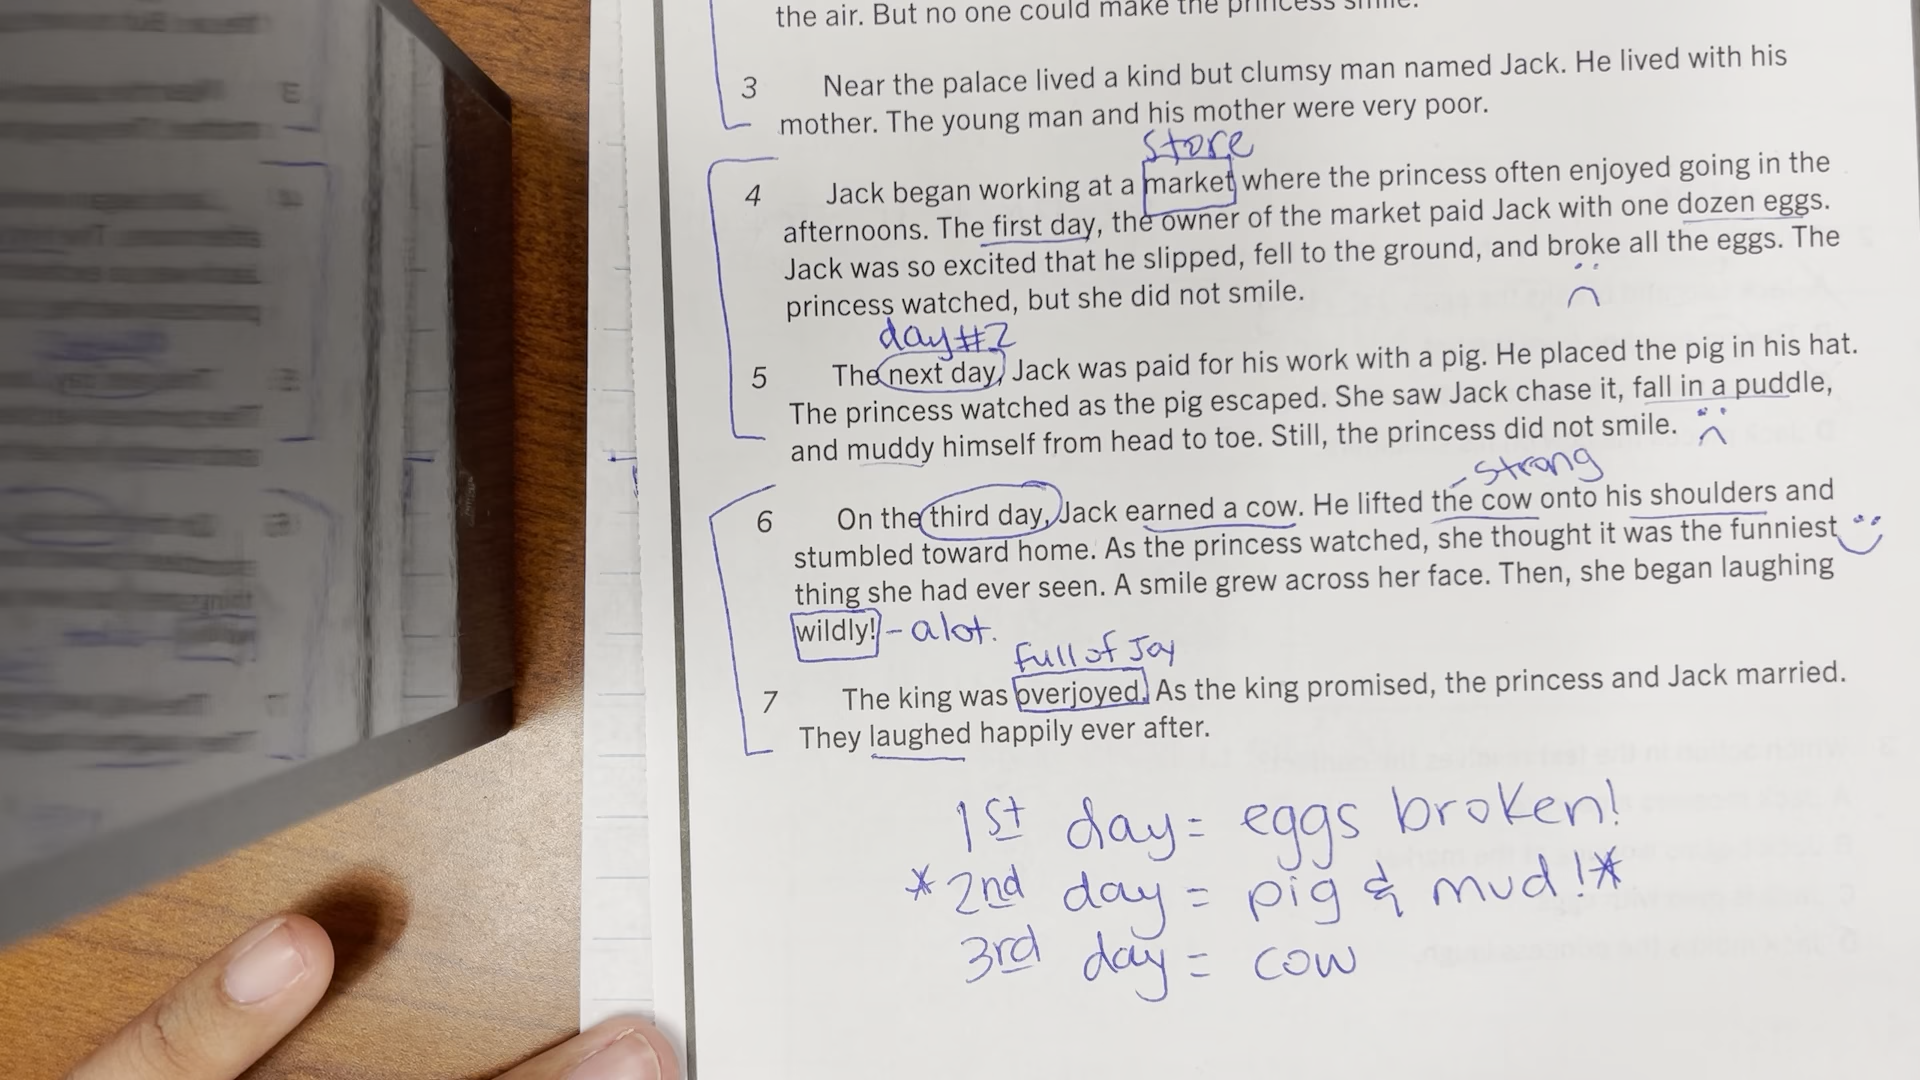 the air. But no one could make the princess smile.
3 Near the palace lived a kind but clumsy man named Jack. He lived with his
mother. The young man and his mother were very poor.
store
4 Jack began working at a market where the princess often enjoyed going in the
afternoons. The first day, the owner of the market paid Jack with one dozen eggs.
Jack was so excited that he slipped, fell to the ground, and broke all the eggs. The
princess watched, but she did not smile.
day #2
5 The next day, Jack was paid for his work with a pig. He placed the pig in his hat.
The princess watched as the pig escaped. She saw Jack chase it, fall in a puddle,
and muddy himself from head to toe. Still, the princess did not smile.
- strong
6 On the third day, Jack earned a cow. He lifted the cow onto his shoulders and
stumbled toward home. As the princess watched, she thought it was the funniest
thing she had ever seen. A smile grew across her face. Then, she began laughing
wildly! - a lot.
Full of Joy
7 The king was overjoyed. As the king promised, the princess and Jack married.
They laughed happily ever after.
1st day = eggs broken!
* 2nd day = pig & mud! *
3rd day = cow